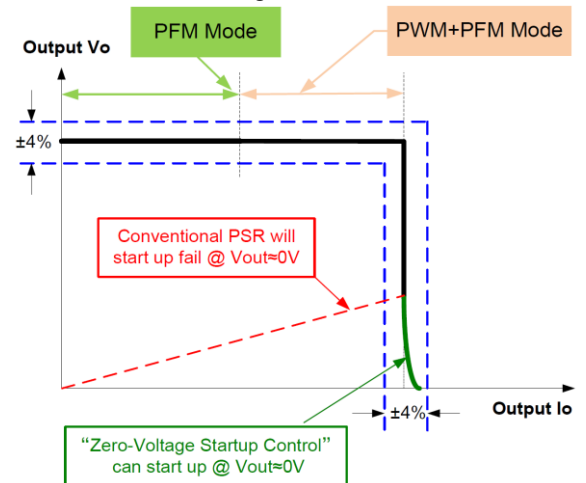 PFM Mode
PWM+PFM Mode
Output Vo
±4%
Conventional PSR will
start up fail @ Vout≈0V
±4%
Output Io
“Zero-Voltage Startup Control”
can start up @ Vout≈0V